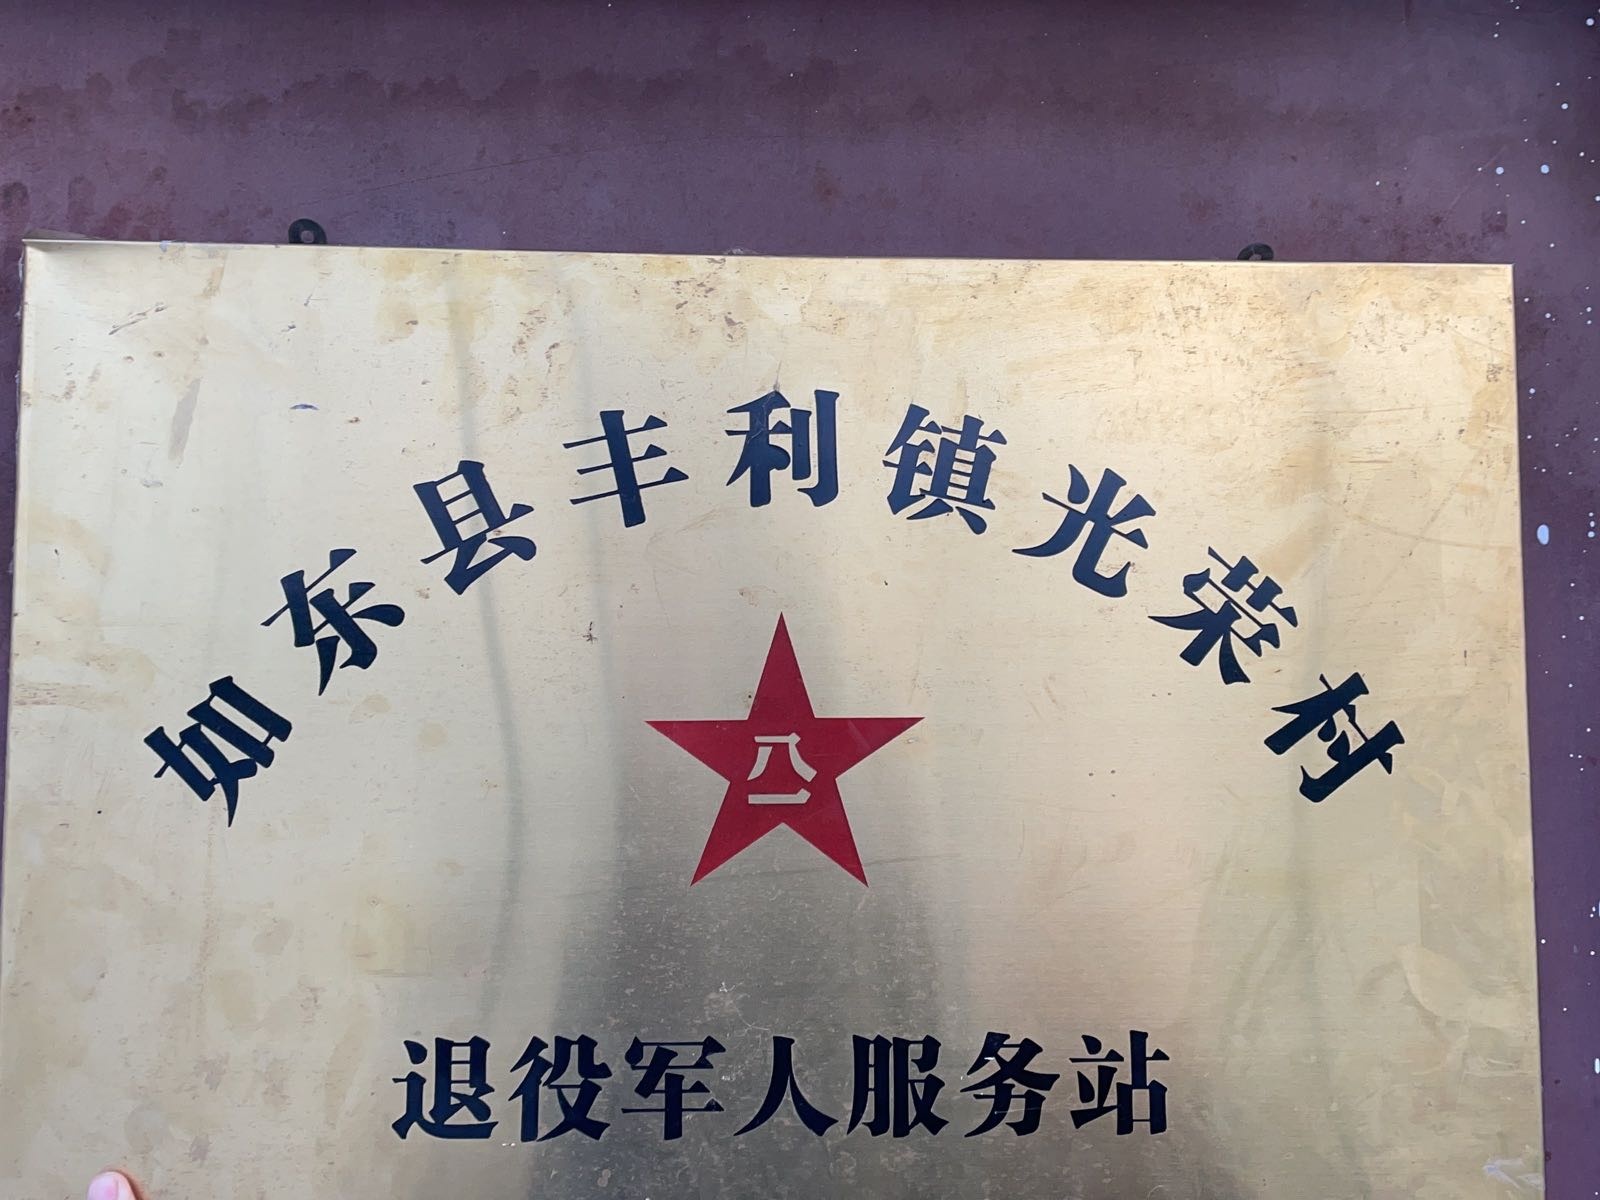 如东县丰利镇光荣村
八一
退役军人服务站